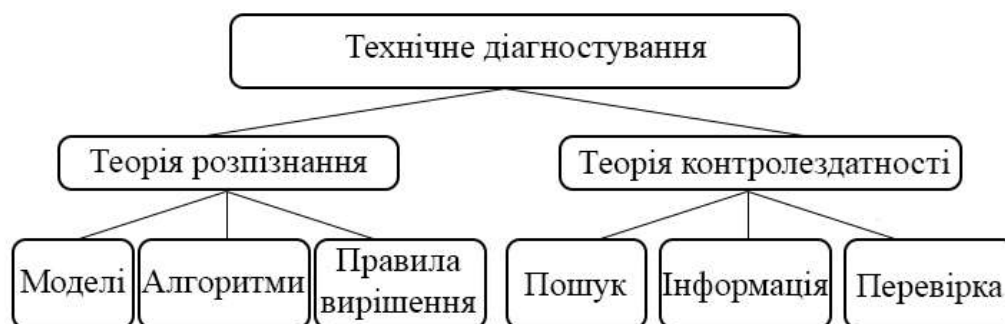 Технічне діагностування
Теорія розпізнання
Теорія контролездатності
Моделі
Алгоритми
Правила
вирішення
Пошук
Інформація
Перевірка